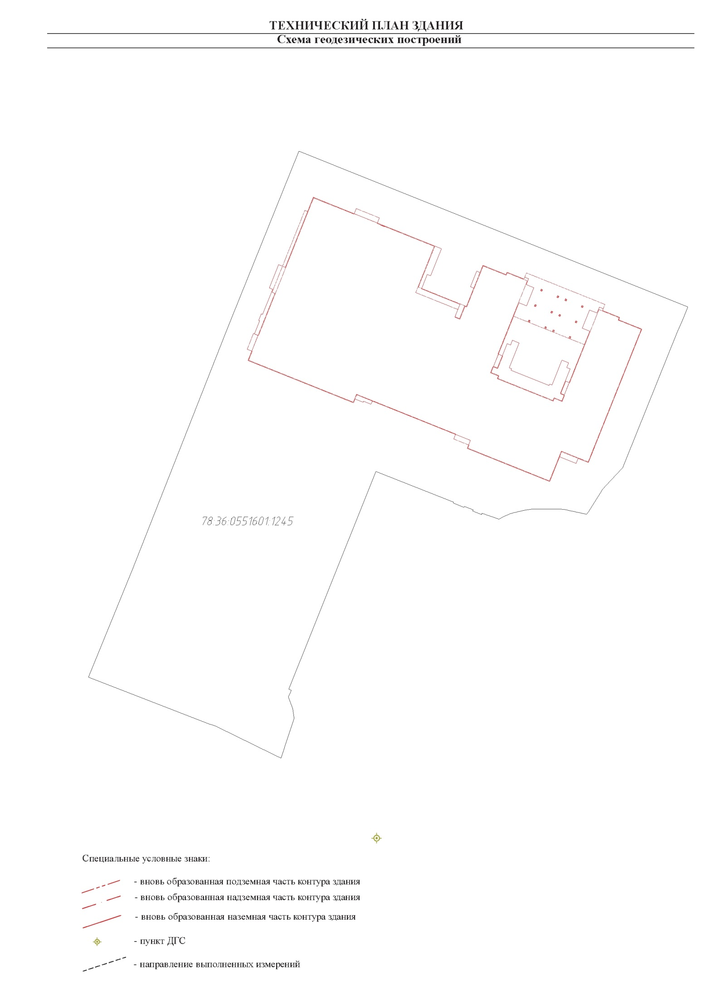 ТЕХНИЧЕСКИЙ ПЛАН ЗДАНИЯ
Схема геодезических построений
78:36:0551601:1245
Специальные условные знаки:
- вновь образованная подземная часть контура здания
- вновь образованная надземная часть контура здания
- вновь образованная наземная часть контура здания
- пункт ДГС
- направление выполненных измерений